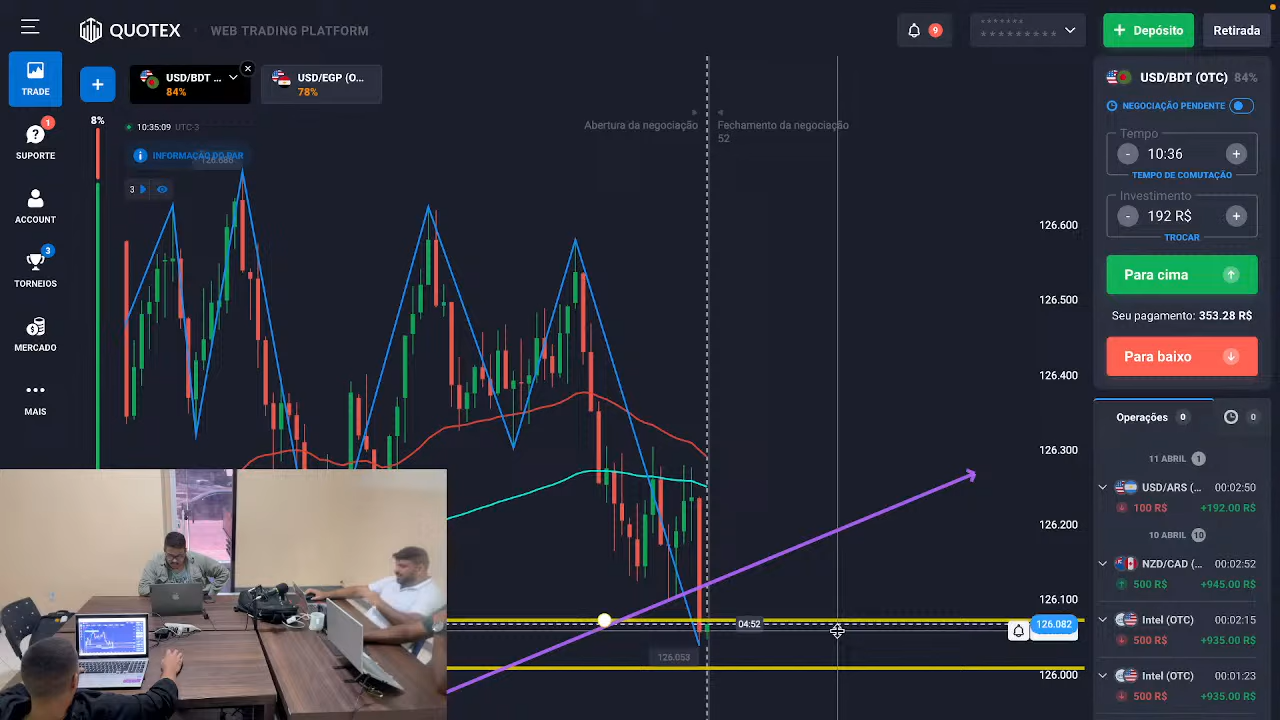 QUOTEX
WEB TRADING PLATFORM
9
*******
*********
+ Depósito
Retirada
TRADE
+
USD/BDT ...
84%
USD/EGP (O...
78%
8%
10:35:09 UTC-3
INFORMAÇÃO DO PAR
126.686
3
1
SUPORTE
ACCOUNT
3
TORNEIOS
MERCADO
MAIS
Abertura da negociação
Fechamento da negociação
52
126.600
126.500
126.400
126.300
126.200
126.100
126.000
04:52
126.082
126.053
USD/BDT (OTC) 84%
NEGOCIAÇÃO PENDENTE
Tempo
- 10:36 +
TEMPO DE COMUTAÇÃO
Investimento
- 192 R$ +
TROCAR
Para cima
Seu pagamento: 353.28 R$
Para baixo
Operações 0
0
11 ABRIL 1
USD/ARS (... 00:02:50
100 R$ +192.00 R$
10 ABRIL 10
NZD/CAD (... 00:02:52
500 R$ +945.00 R$
Intel (OTC) 00:02:15
500 R$ +935.00 R$
Intel (OTC) 00:01:23
500 R$ +935.00 R$